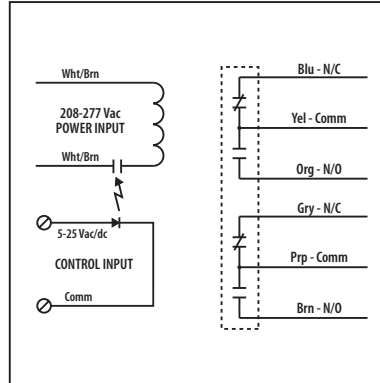 Wht/Brn
208-277 Vac
POWER INPUT
Wht/Brn
5-25 Vac/dc
CONTROL INPUT
Comm
Blu - N/C
Yel - Comm
Org - N/O
Gry - N/C
Prp - Comm
Brn - N/O